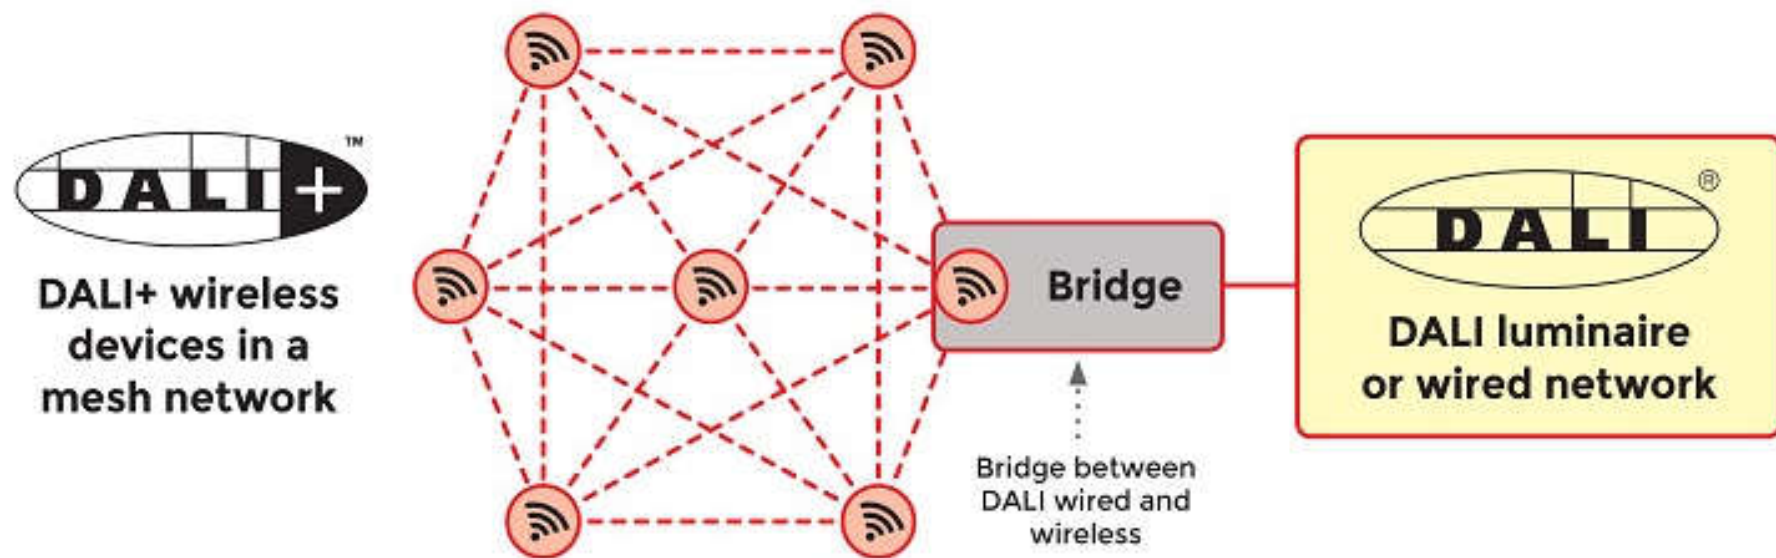 DALI+™
DALI+ wireless
devices in a
mesh network
Bridge
Bridge between
DALI wired and
wireless
DALI®
DALI luminaire
or wired network